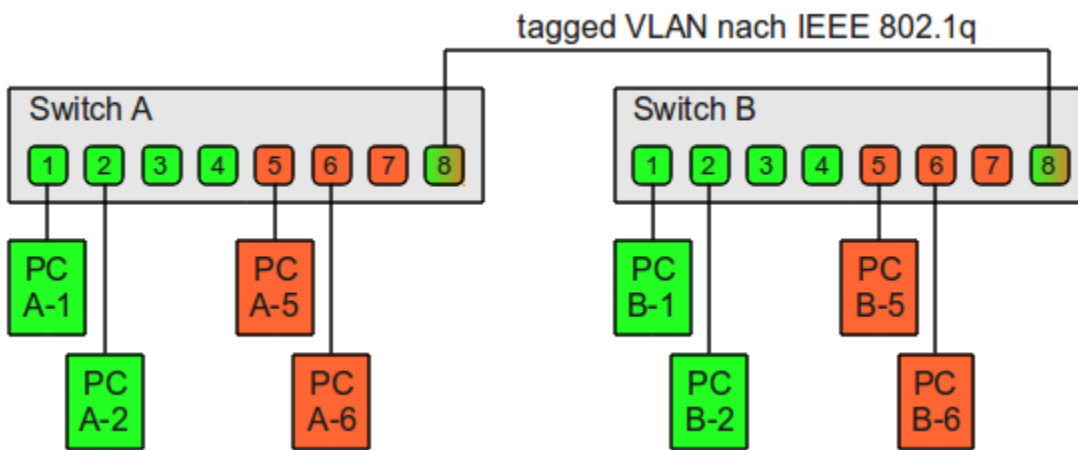 tagged VLAN nach IEEE 802.1q
Switch A
1 2 3 4 5 6 7 8
Switch B
1 2 3 4 5 6 7 8
PC
A-1
PC
A-2
PC
A-5
PC
A-6
PC
B-1
PC
B-2
PC
B-5
PC
B-6